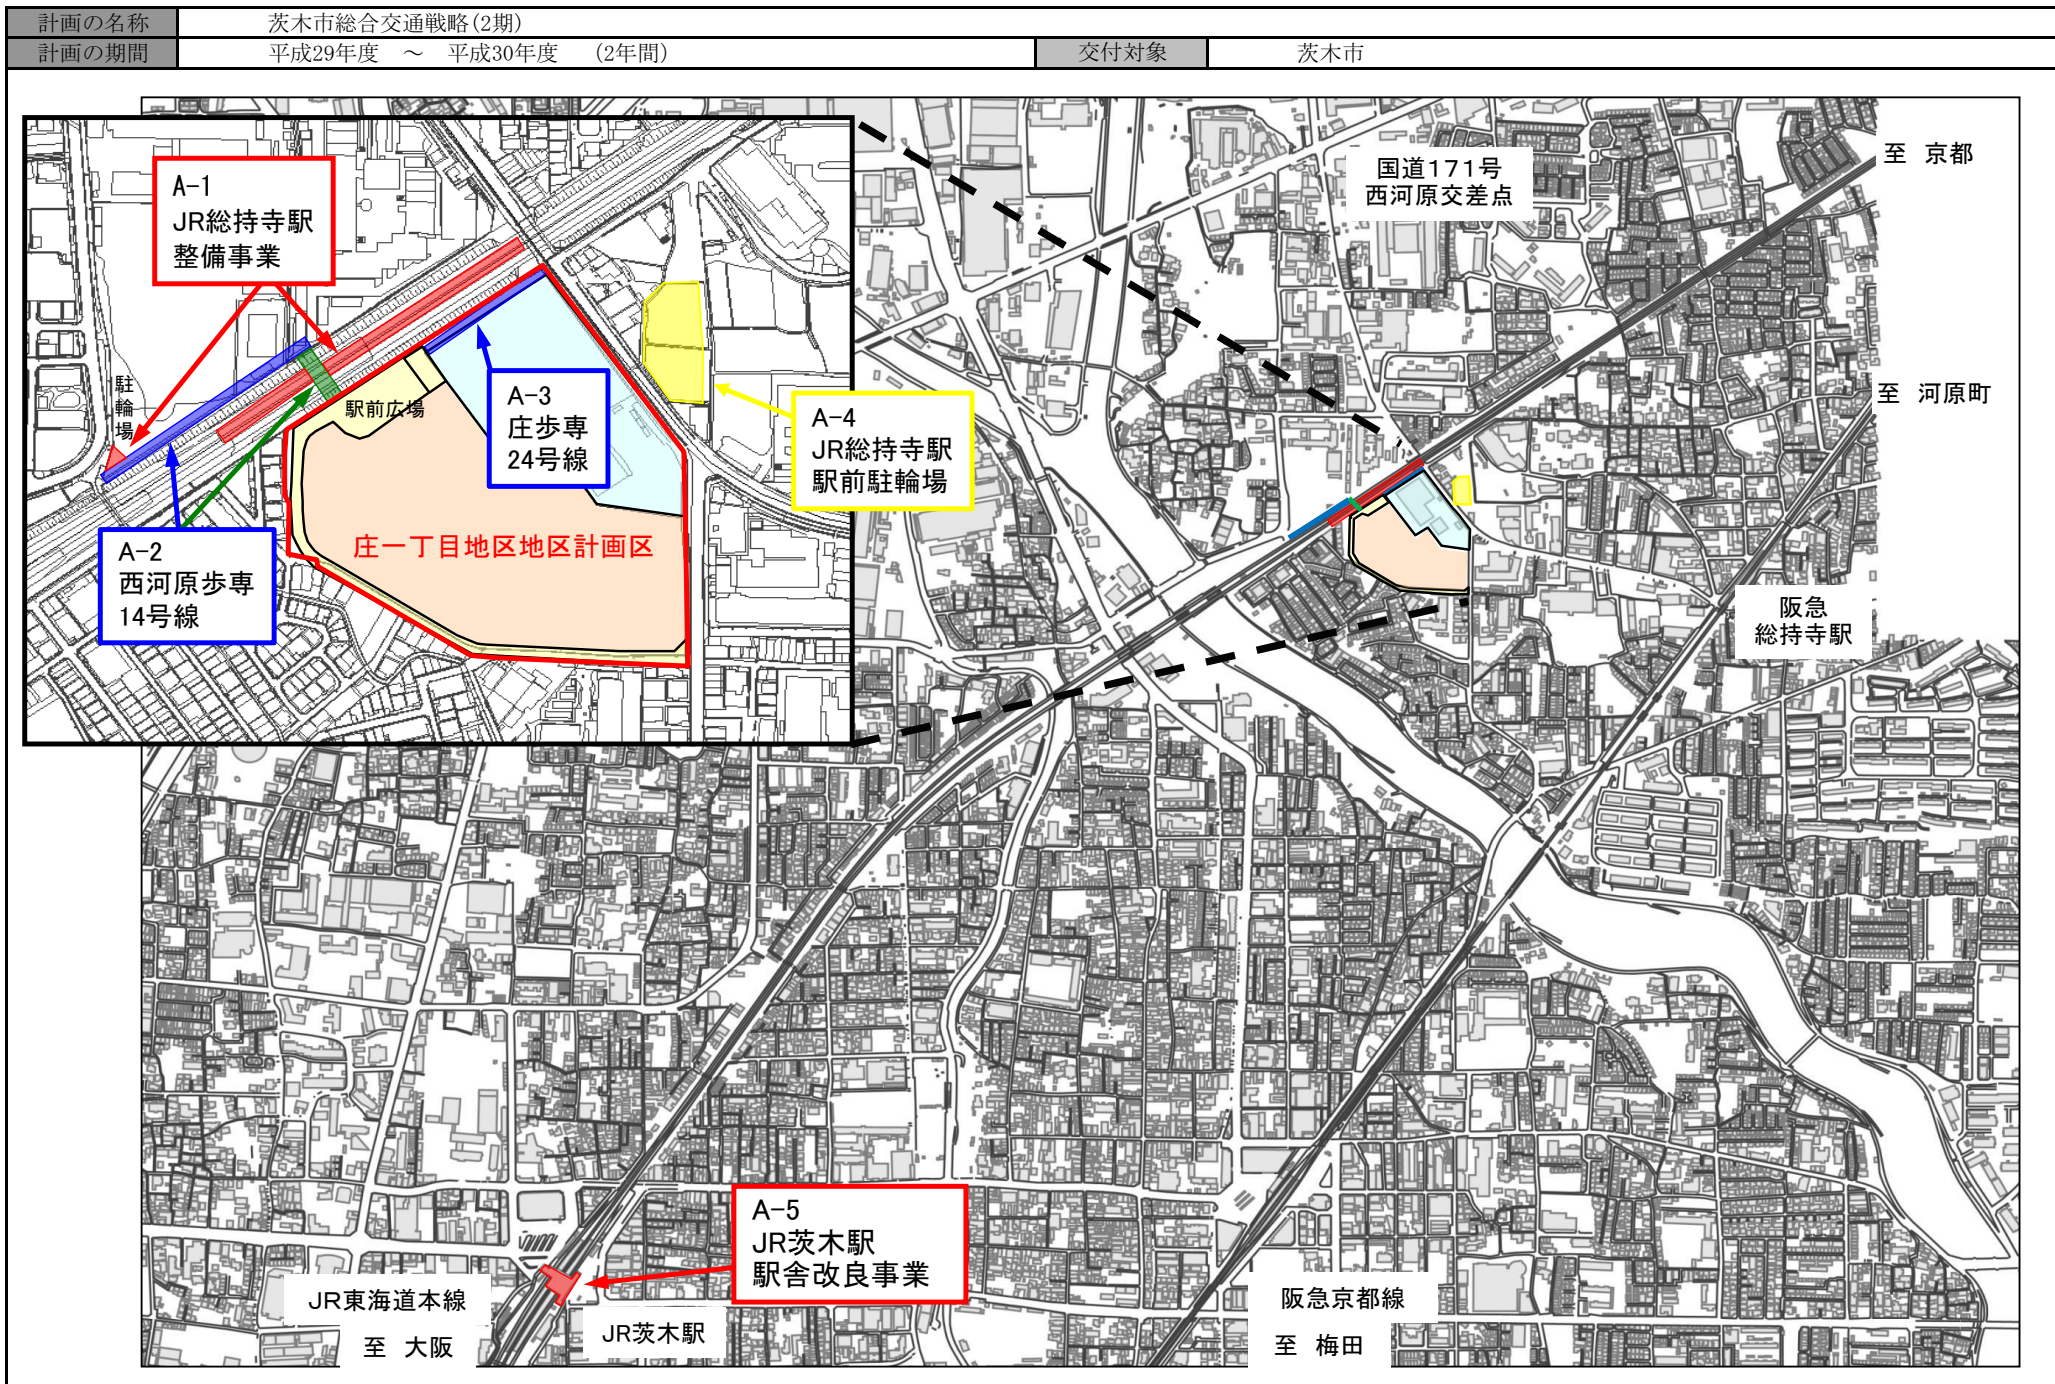 計画の名称 茨木市総合交通戦略(2期)
計画の期間 平成29年度 ～ 平成30年度 (2年間) 交付対象 茨木市
A-1
JR総持寺駅
整備事業
駐輪場
駅前広場
A-3
庄歩専
24号線
A-4
JR総持寺駅
駅前駐輪場
A-2
西河原歩専
14号線
庄一丁目地区地区計画区
国道171号
西河原交差点
至 京都
至 河原町
阪急
総持寺駅
A-5
JR茨木駅
駅舎改良事業
JR東海道本線
至 大阪
JR茨木駅
阪急京都線
至 梅田